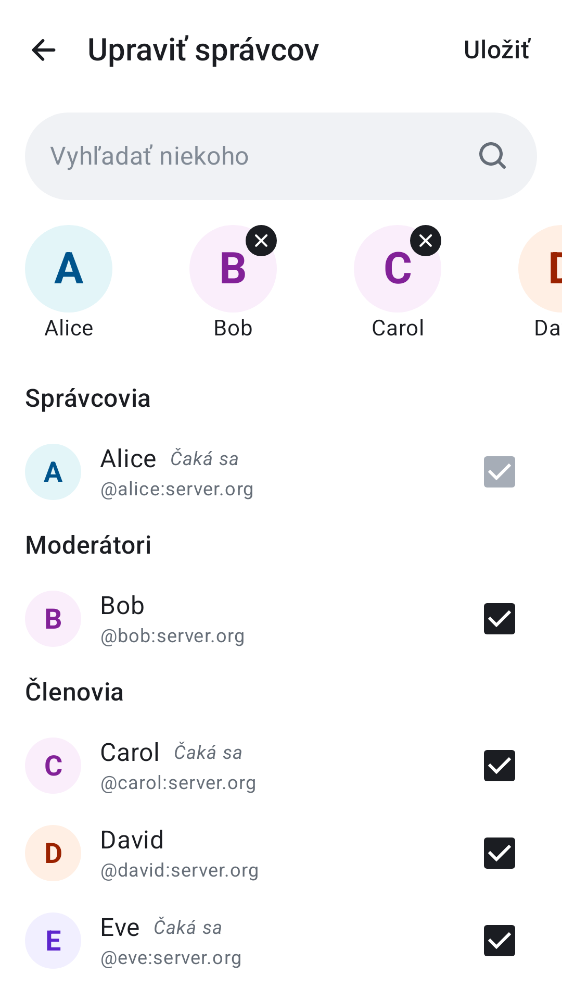 Upraviť správcov
Uložiť
Vyhľadať niekoho
A
B
C
Alice
Bob
Carol
Da
Správcovia
A
Alice Čaká sa
@alice:server.org
Moderátori
B
Bob
@bob:server.org
Členovia
C
Carol Čaká sa
@carol:server.org
D
David
@david:server.org
E
Eve Čaká sa
@eve:server.org